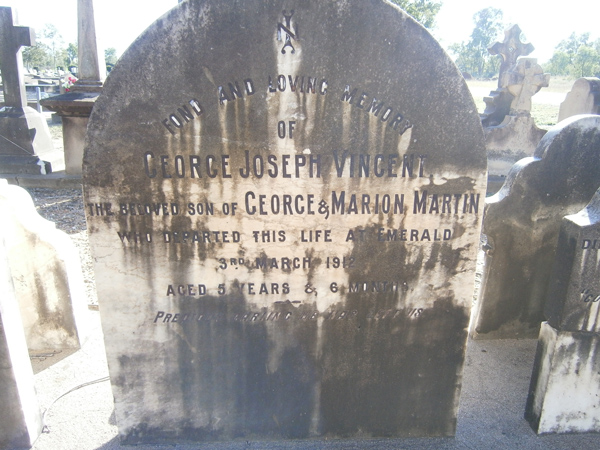 IN
FOND AND LOVING MEMORY
OF
GEORGE JOSEPH VINCENT
THE BELOVED SON OF GEORGE & MARION MARTIN
WHO DEPARTED THIS LIFE AT EMERALD
3RD MARCH 1912
AGED 5 YEARS & 6 MONTHS